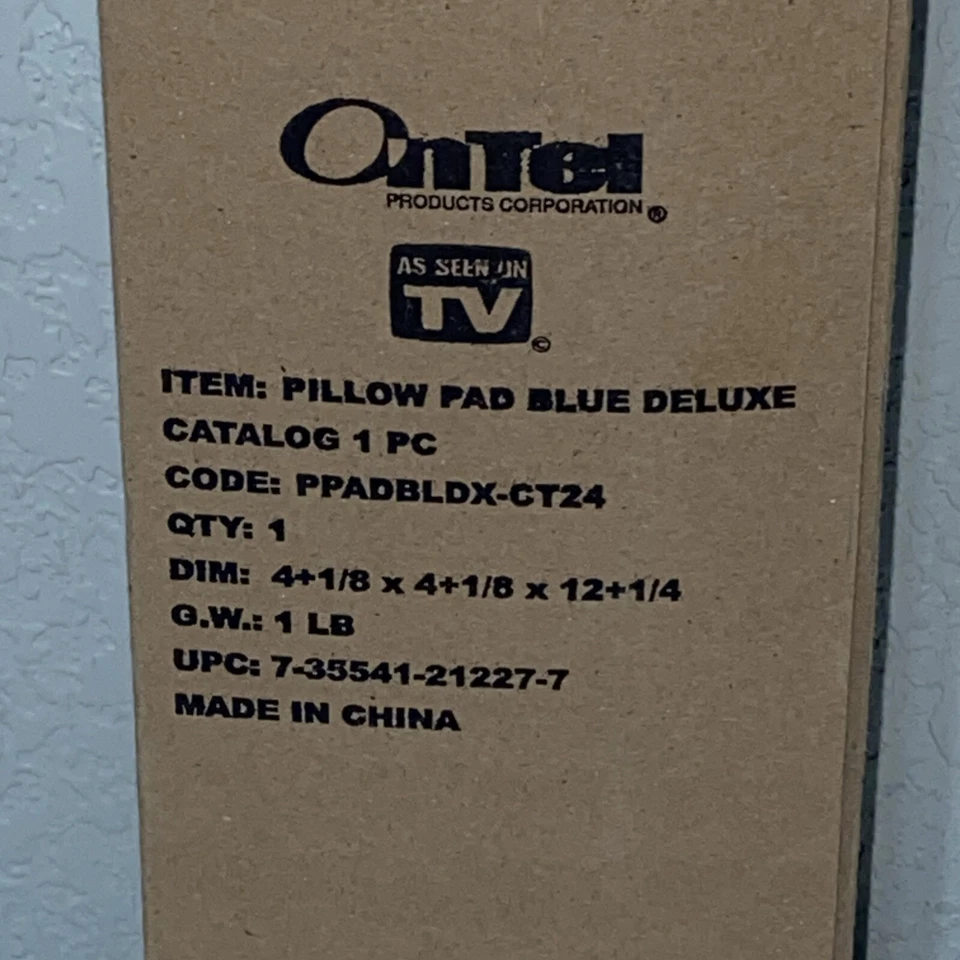 OnTel
PRODUCTS CORPORATION ®
AS SEEN ON
TV ©
ITEM: PILLOW PAD BLUE DELUXE
CATALOG 1 PC
CODE: PPADBLDX-CT24
QTY: 1
DIM: 4+1/8 x 4+1/8 x 12+1/4
G.W.: 1 LB
UPC: 7-35541-21227-7
MADE IN CHINA